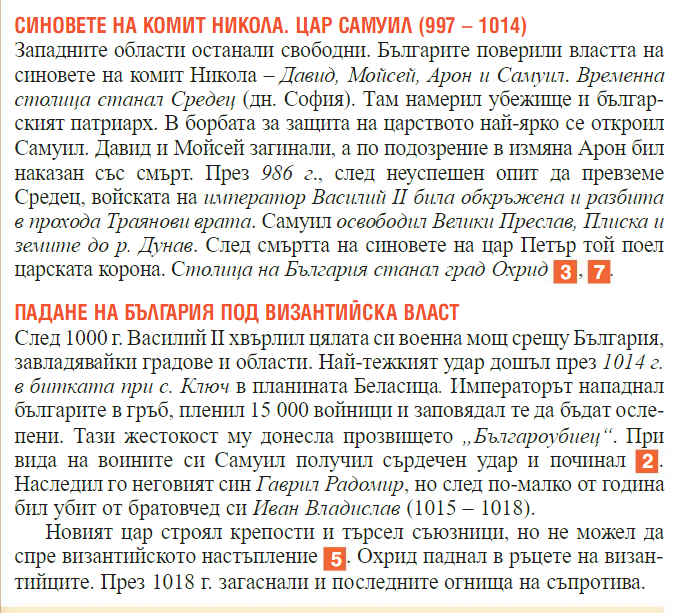 СИНОВЕТЕ НА КОМИТ НИКОЛА. ЦАР САМУИЛ (997 – 1014)
Западните области останали свободни. Българите поверили властта на
синовете на комит Никола – Давид, Мойсей, Арон и Самуил. Временна
столица станал Средец (дн. София). Там намерил убежище и българ-
ският патриарх. В борбата за защита на царството най-ярко се откроил
Самуил. Давид и Мойсей загинали, а по подозрение в измяна Арон бил
наказан със смърт. През 986 г., след неуспешен опит да превземе
Средец, войската на император Василий II била обкръжена и разбита
в прохода Траянови врата. Самуил освободил Велики Преслав, Плиска и
земите до р. Дунав. След смъртта на синовете на цар Петър той поел
царската корона. Столица на България станал град Охрид 3, 7.
ПАДАНЕ НА БЪЛГАРИЯ ПОД ВИЗАНТИЙСКА ВЛАСТ
След 1000 г. Василий II хвърлил цялата си военна мощ срещу България,
завладявайки градове и области. Най-тежкият удар дошъл през 1014 г.
в битката при с. Ключ в планината Беласица. Императорът нападнал
българите в гръб, пленил 15 000 войници и заповядал те да бъдат осле-
пени. Тази жестокост му донесла прозвището „Българоубиец“. При
вида на воините си Самуил получил сърдечен удар и починал 2.
Наследил го неговият син Гаврил Радомир, но след по-малко от година
бил убит от братовчед си Иван Владислав (1015 – 1018).
Новият цар строял крепости и търсел съюзници, но не можел да
спре византийското настъпление 5. Охрид паднал в ръцете на визан-
тийците. През 1018 г. загаснали и последните огнища на съпротива.